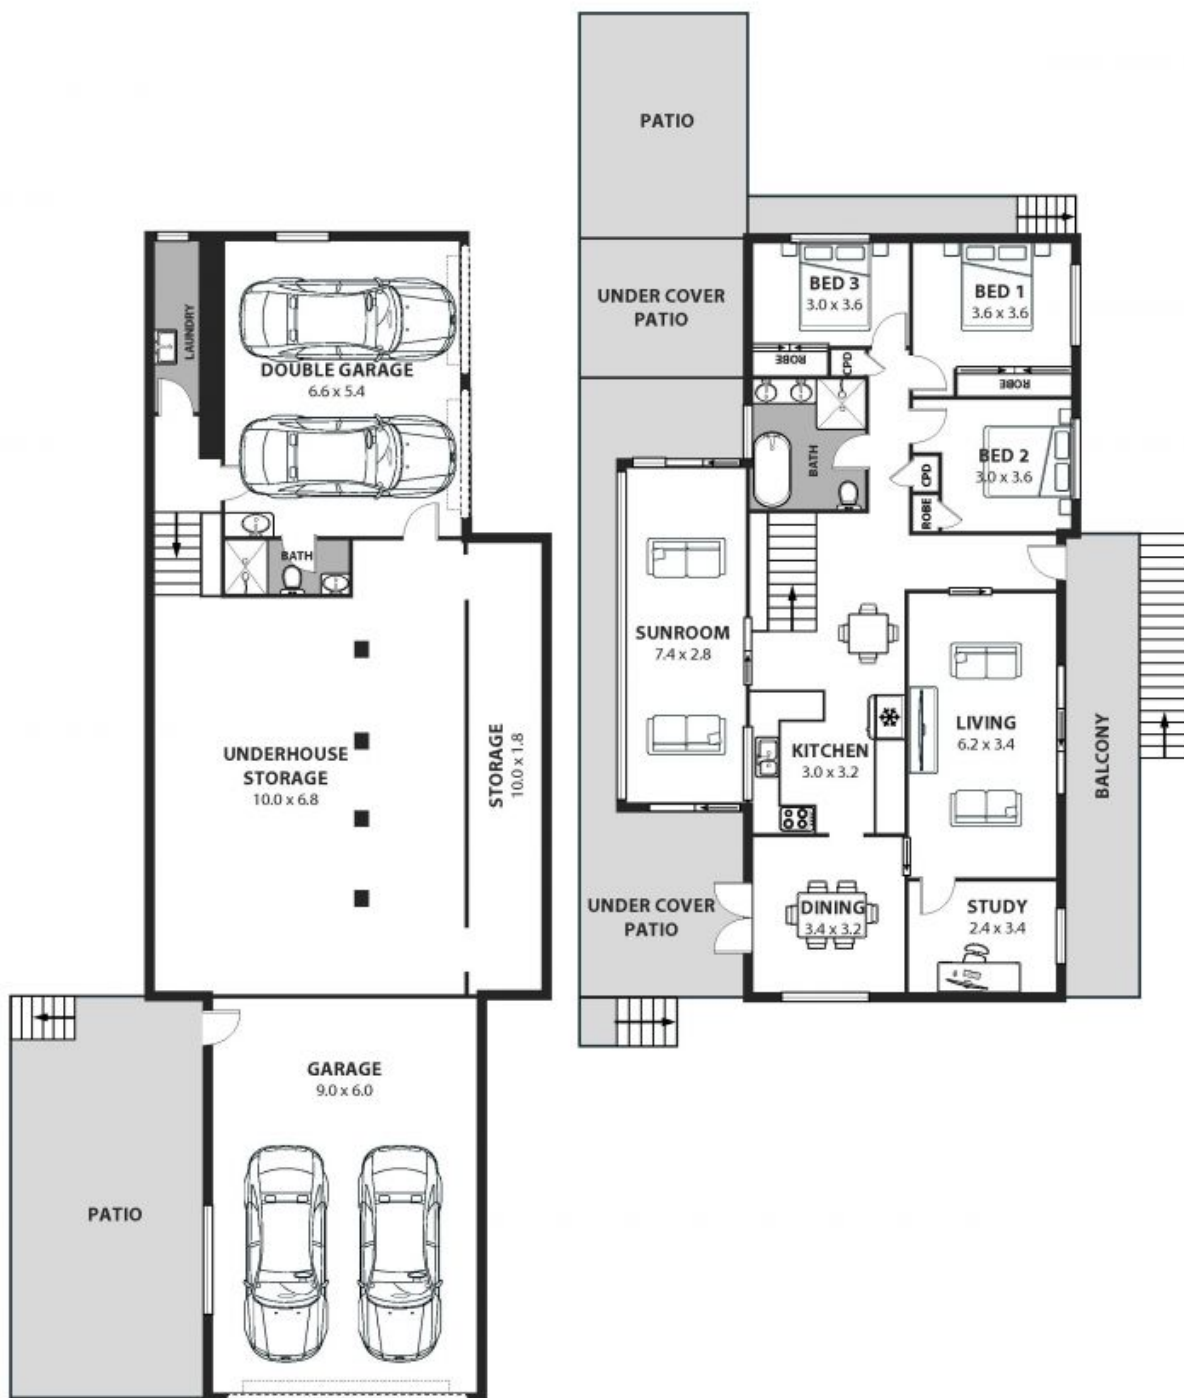 LAUNDRY
DOUBLE GARAGE
6.6 x 5.4
BATH
UNDERHOUSE
STORAGE
10.0 x 6.8
STORAGE
10.0 x 1.8
GARAGE
9.0 x 6.0
PATIO
PATIO
UNDER COVER
PATIO
BED 3
3.0 x 3.6
BED 1
3.6 x 3.6
ROBE
CPD
ROBE
BATH
BED 2
3.0 x 3.6
CPD
ROBE
SUNROOM
7.4 x 2.8
KITCHEN
3.0 x 3.2
LIVING
6.2 x 3.4
BALCONY
UNDER COVER
PATIO
DINING
3.4 x 3.2
STUDY
2.4 x 3.4